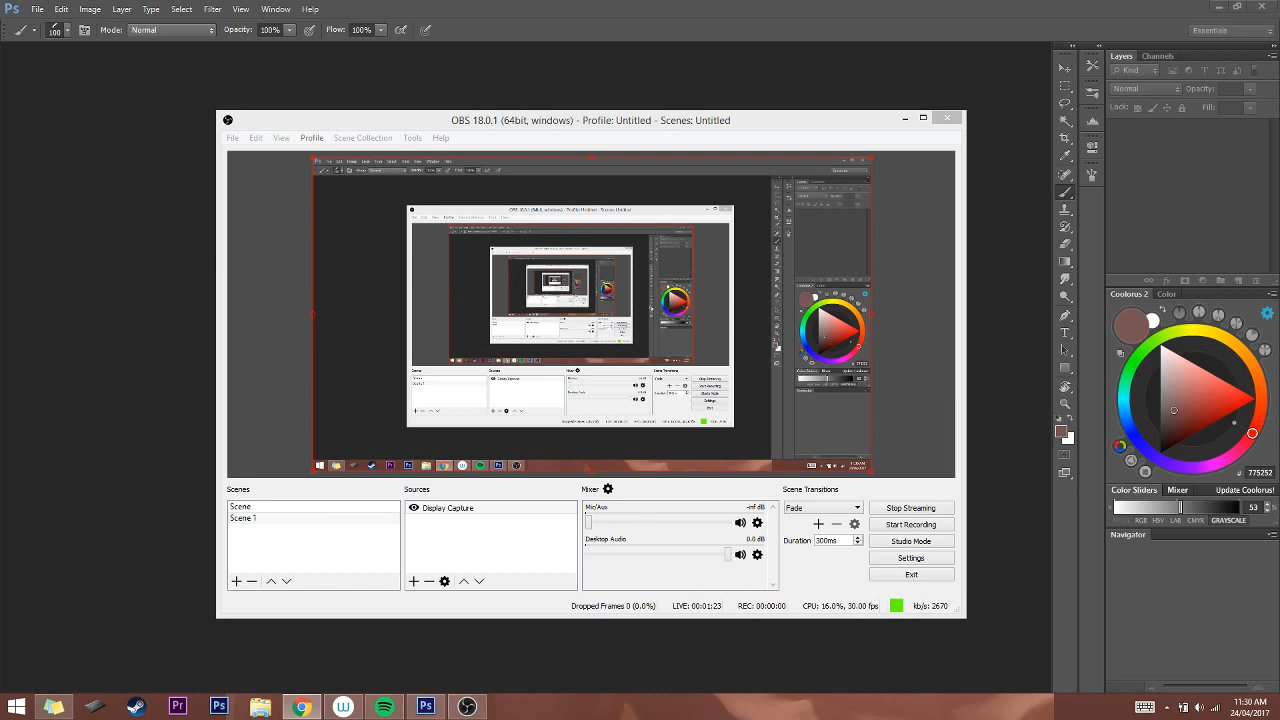 Ps File Edit Image Layer Type Select Filter View Window Help
100 Mode: Normal Opacity: 100% Flow: 100% Essentials
Layers Channels
Kind
Normal Opacity:
Lock: Fill:
OBS 18.0.1 (64bit, windows) - Profile: Untitled - Scenes: Untitled
File Edit View Profile Scene Collection Tools Help
Coolorus 2 Color
# 775252
Color Sliders Mixer Update Coolorus!
K 53 %
RGB HSV LAB CMYK GRAYSCALE
Navigator
Scenes Sources Mixer Scene Transitions
Scene
Scene 1
Display Capture
Mic/Aux -inf dB
Desktop Audio 0.0 dB
Fade
Duration 300ms
Stop Streaming
Start Recording
Studio Mode
Settings
Exit
Dropped Frames 0 (0.0%) LIVE: 00:01:23 REC: 00:00:00 CPU: 16.0%, 30.00 fps kb/s: 2670
Pr Ps W Ps
11:30 AM
24/04/2017